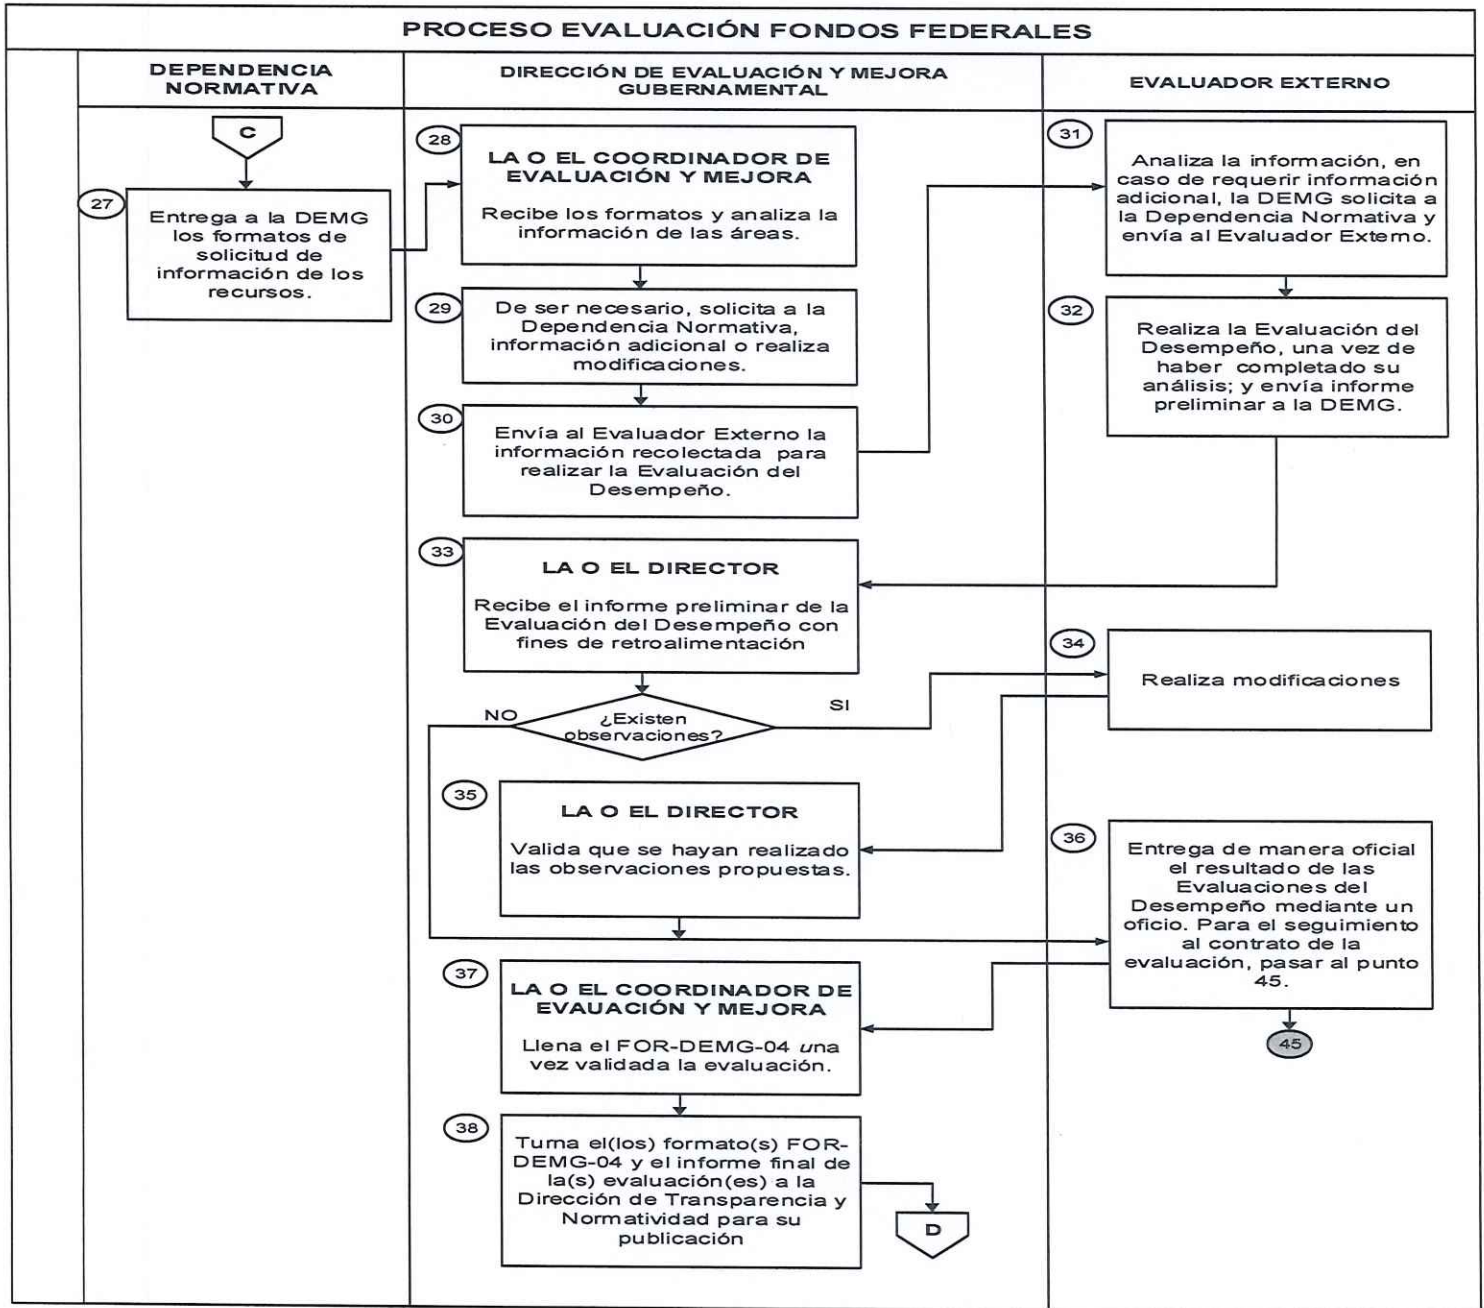 PROCESO EVALUACIÓN FONDOS FEDERALES
DEPENDENCIA
NORMATIVA
DIRECCIÓN DE EVALUACIÓN Y MEJORA
GUBERNAMENTAL
EVALUADOR EXTERNO
C
27
Entrega a la DEMG
los formatos de
solicitud de
información de los
recursos.
28
LA O EL COORDINADOR DE
EVALUACIÓN Y MEJORA
Recibe los formatos y analiza la
información de las áreas.
29
De ser necesario, solicita a la
Dependencia Normativa,
información adicional o realiza
modificaciones.
30
Envía al Evaluador Externo la
información recolectada para
realizar la Evaluación del
Desempeño.
31
Analiza la información, en
caso de requerir información
adicional, la DEMG solicita a
la Dependencia Normativa y
envía al Evaluador Externo.
32
Realiza la Evaluación del
Desempeño, una vez de
haber completado su
análisis; y envía informe
preliminar a la DEMG.
33
LA O EL DIRECTOR
Recibe el informe preliminar de la
Evaluación del Desempeño con
fines de retroalimentación
NO
¿Existen
observaciones?
SI
34
Realiza modificaciones
35
LA O EL DIRECTOR
Valida que se hayan realizado
las observaciones propuestas.
36
Entrega de manera oficial
el resultado de las
Evaluaciones del
Desempeño mediante un
oficio. Para el seguimiento
al contrato de la
evaluación, pasar al punto
45.
45
37
LA O EL COORDINADOR DE
EVAUACIÓN Y MEJORA
Llena el FOR-DEMG-04 una
vez validada la evaluación.
38
Turna el(los) formato(s) FOR-
DEMG-04 y el informe final de
la(s) evaluación(es) a la
Dirección de Transparencia y
Normatividad para su
publicación
D